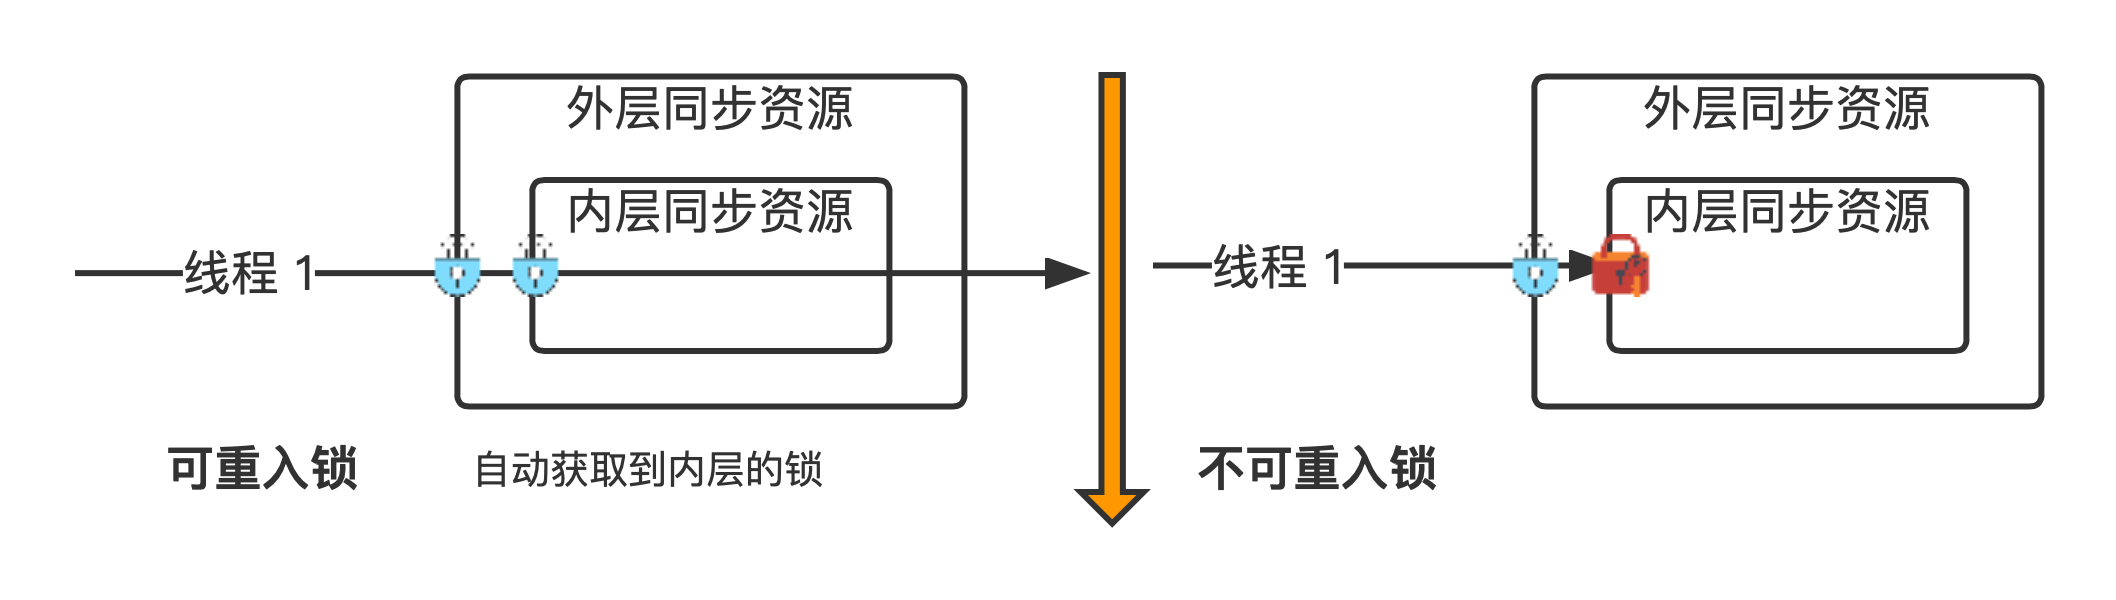 外层同步资源
内层同步资源
线程 1
可重入锁
自动获取到内层的锁
外层同步资源
内层同步资源
线程 1
不可重入锁